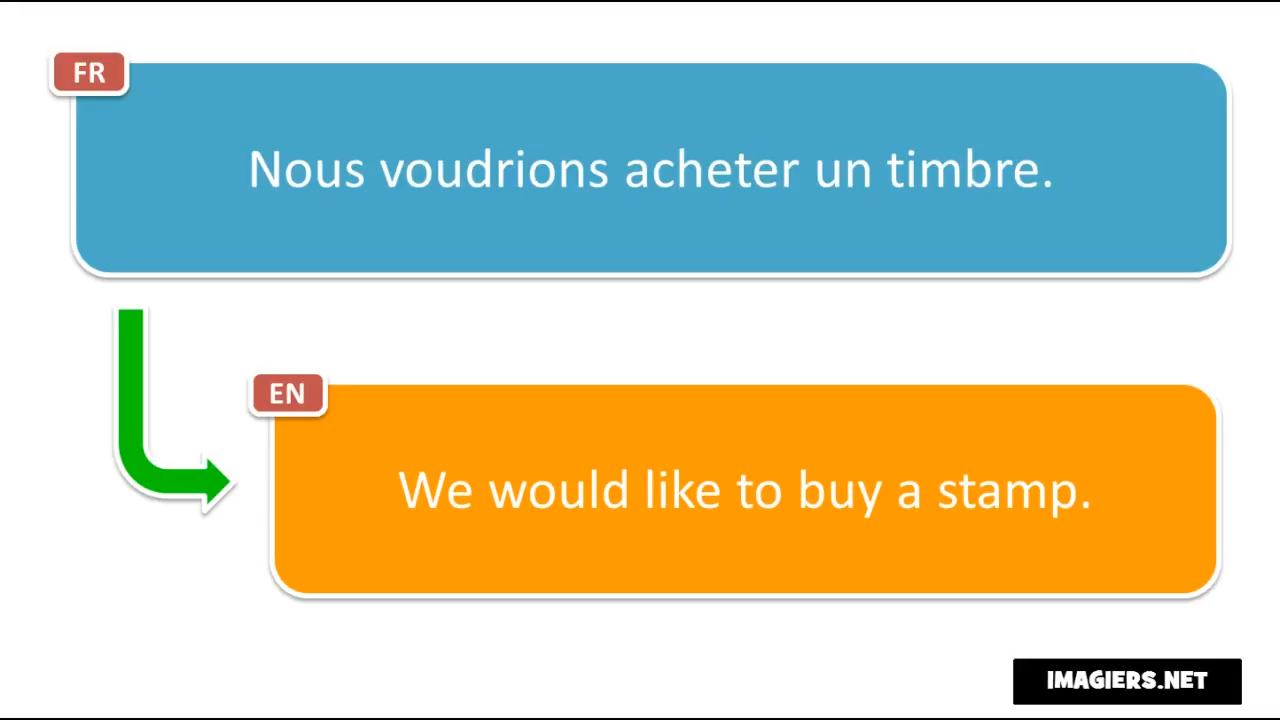 FR
Nous voudrions acheter un timbre.
EN
We would like to buy a stamp.
IMAGIERS.NET